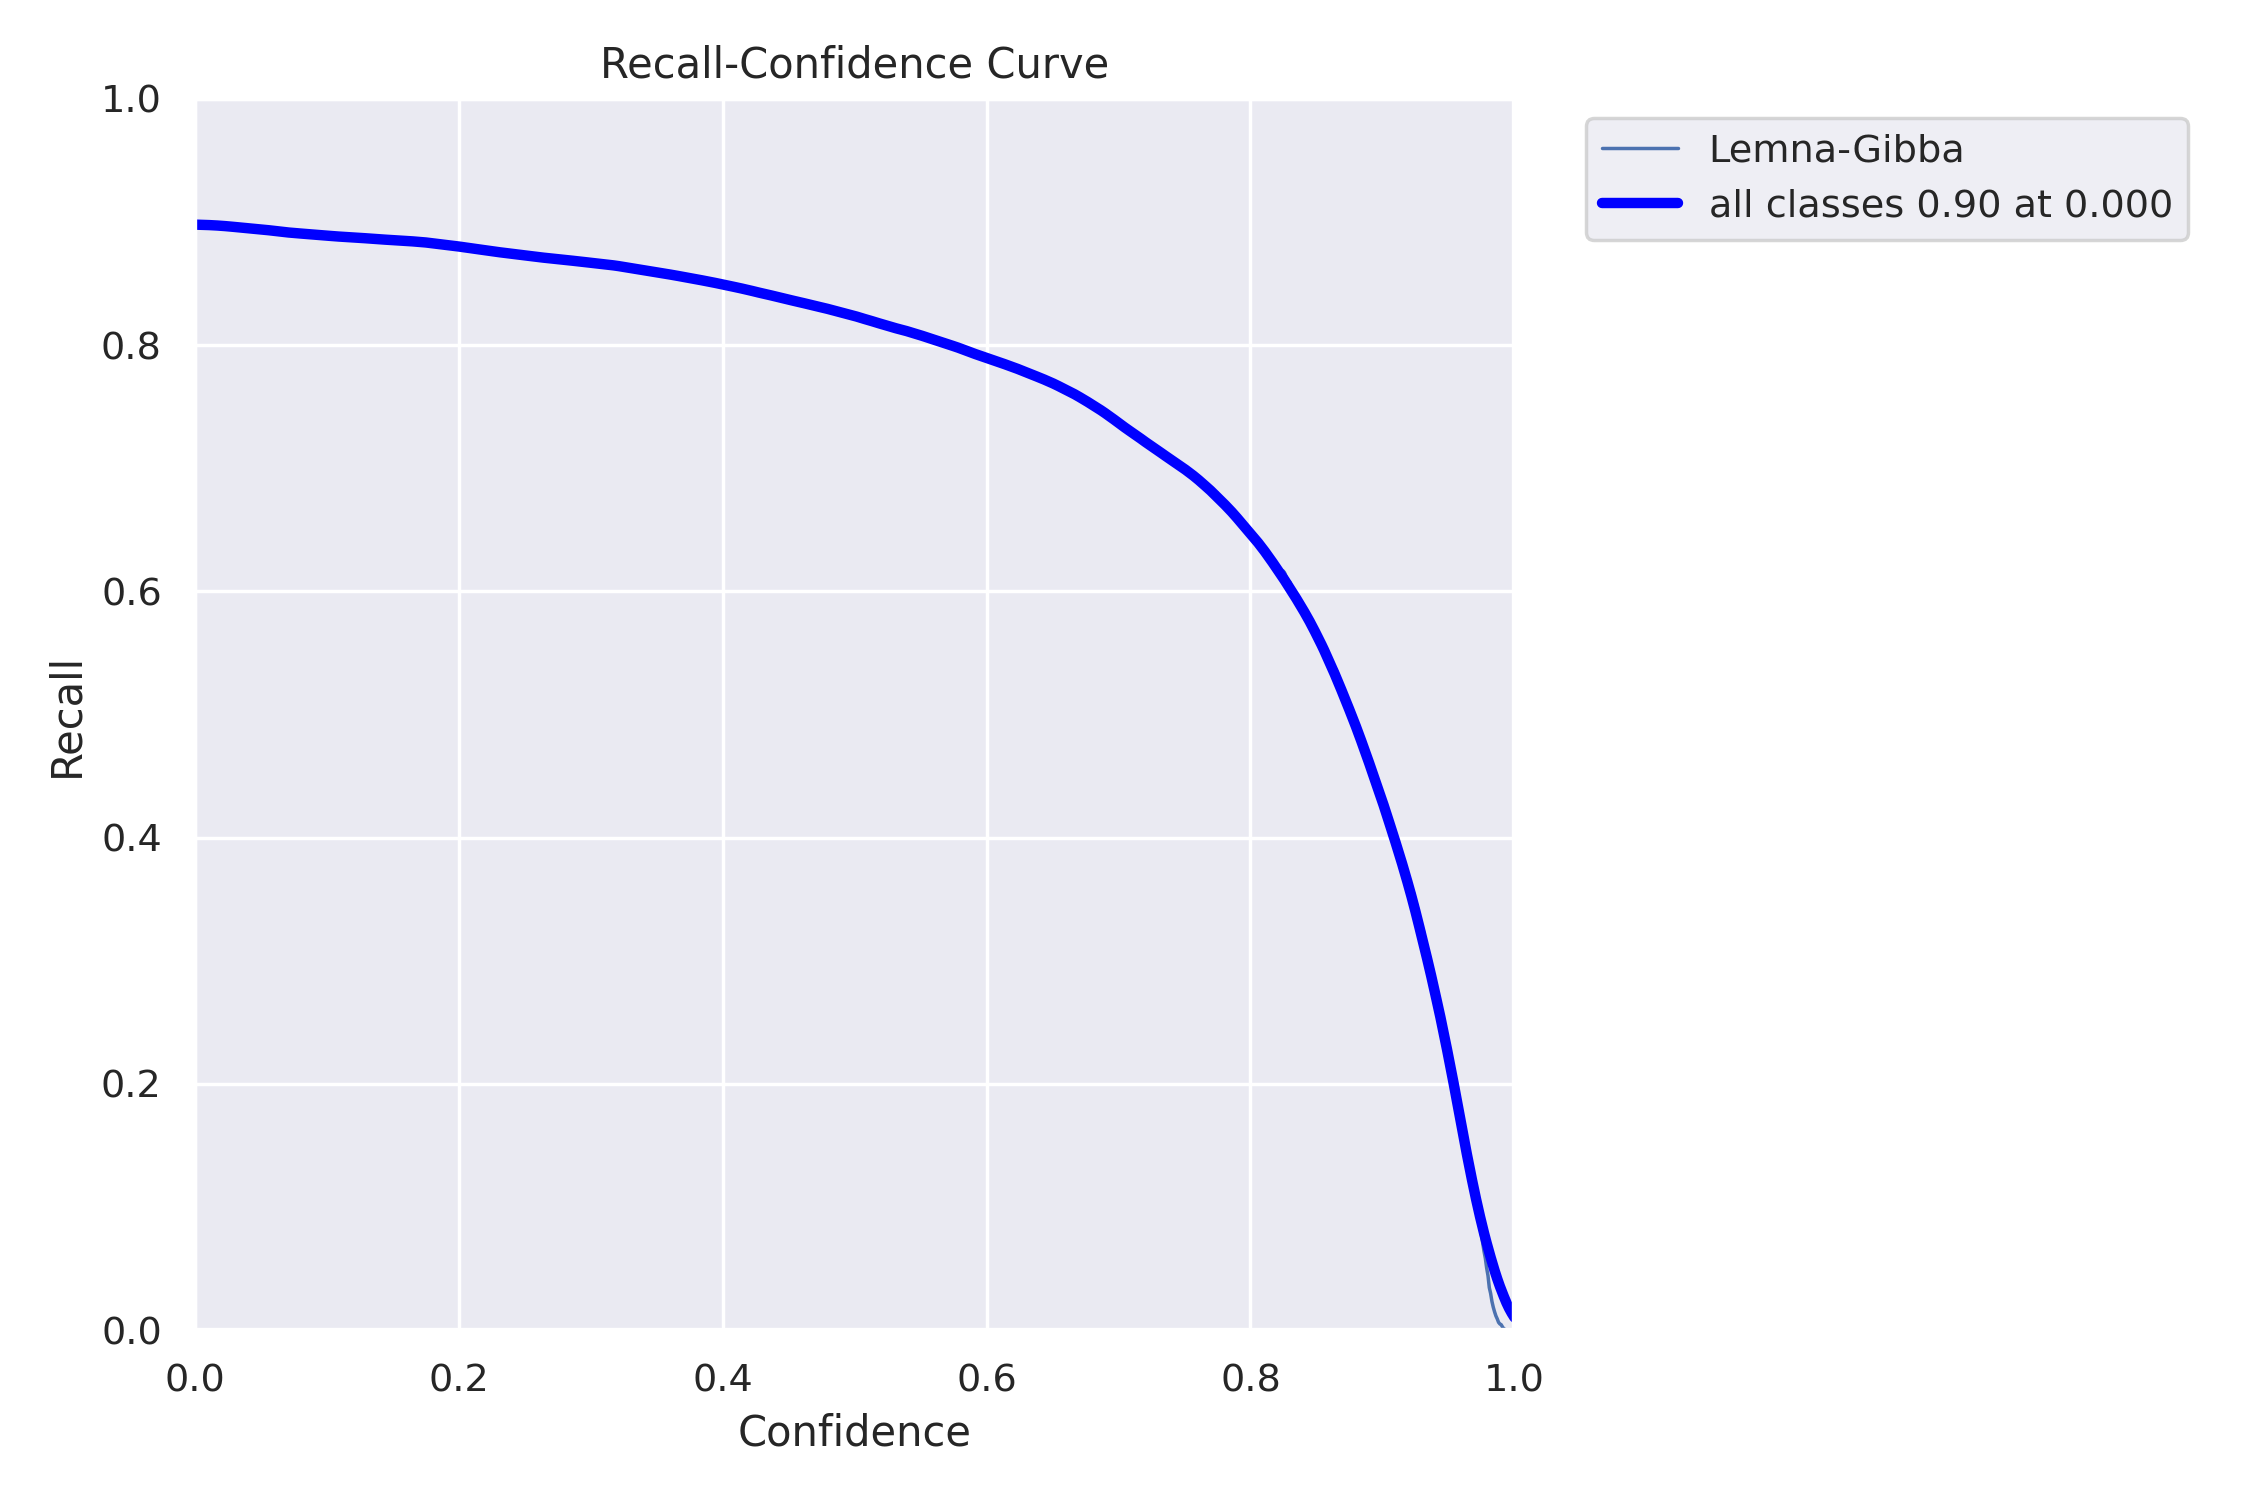 Recall-Confidence Curve
1.0
0.8
0.6
0.4
0.2
0.0
Recall
0.0 0.2 0.4 0.6 0.8 1.0
Confidence
Lemna-Gibba
all classes 0.90 at 0.000